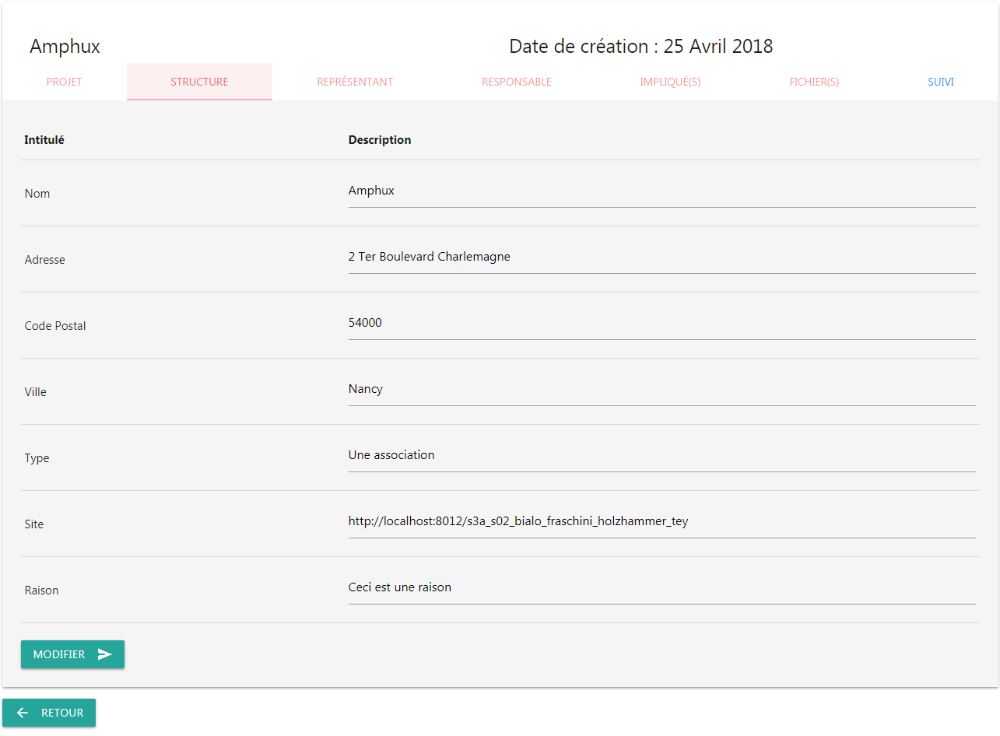 Amphux Date de création : 25 Avril 2018
PROJET STRUCTURE REPRÉSENTANT RESPONSABLE IMPLIQUÉ(S) FICHIER(S) SUIVI
Intitulé Description
Nom Amphux
Adresse 2 Ter Boulevard Charlemagne
Code Postal 54000
Ville Nancy
Type Une association
Site http://localhost:8012/s3a_s02_bialo_fraschini_holzhammer_tey
Raison Ceci est une raison
MODIFIER
RETOUR